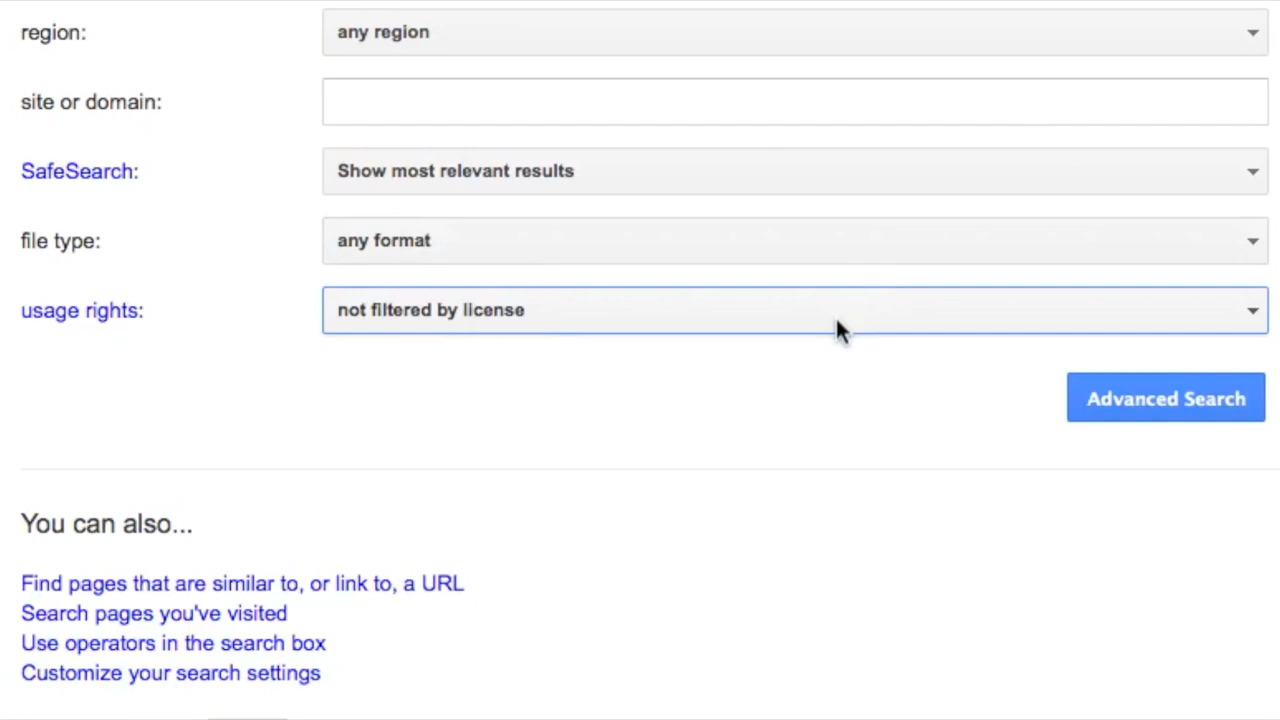 region: any region
site or domain:
SafeSearch: Show most relevant results
file type: any format
usage rights: not filtered by license
Advanced Search
You can also...
Find pages that are similar to, or link to, a URL
Search pages you've visited
Use operators in the search box
Customize your search settings